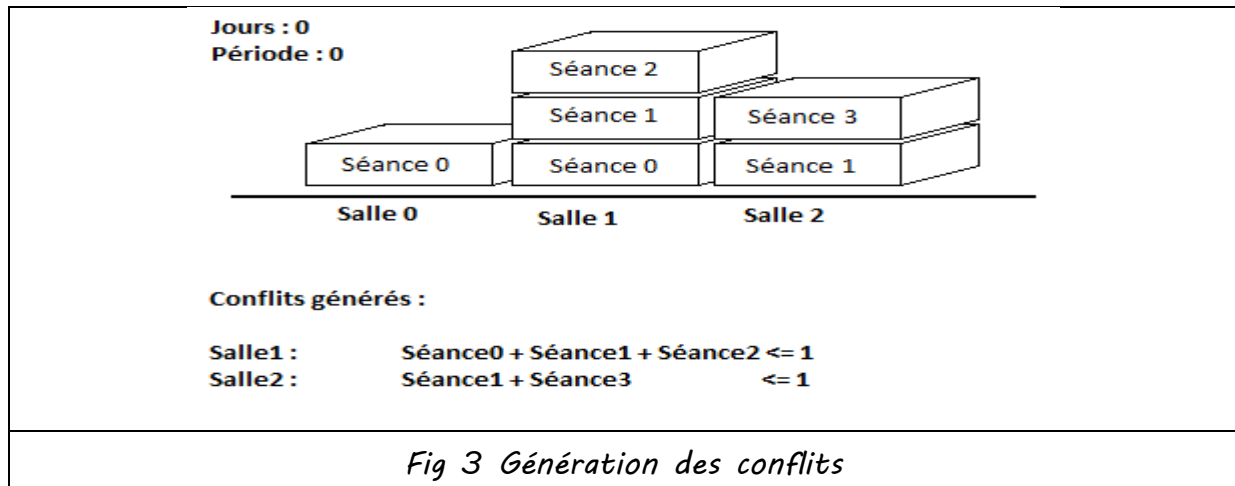 Jours : 0
Période : 0
Séance 2
Séance 1
Séance 3
Séance 0
Séance 0
Séance 1
Salle 0
Salle 1
Salle 2
Conflits générés :
Salle1 : Séance0 + Séance1 + Séance2 <= 1
Salle2 : Séance1 + Séance3 <= 1
Fig 3 Génération des conflits